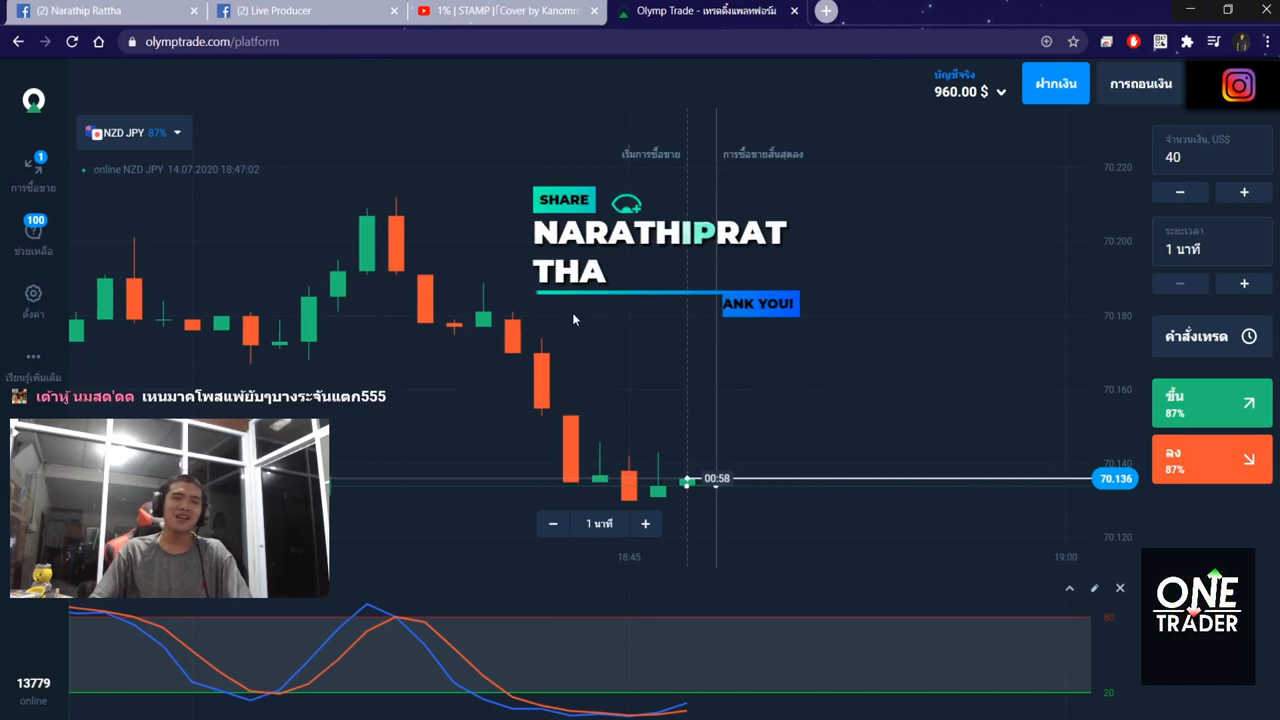 (2) Narathip Rattha
(2) Live Producer
1% | STAMP |「Cover by Kanomro
Olymp Trade - เทรดดิ้งแพลทฟอร์ม
olymptrade.com/platform
บัญชีจริง
960.00 $
ฝากเงิน
การถอนเงิน
NZD JPY 87%
online NZD JPY 14.07.2020 18:47:02
เริ่มการซื้อขาย
การซื้อขายสิ้นสุดลง
1
การซื้อขาย
100
ช่วยเหลือ
ตั้งค่า
เรียนรู้เพิ่มเติม
SHARE
NARATHIPRAT
THA
ANK YOU!
เต้าหู้ นมสด'ดด เหนมาคโพสแพ้ยับๆบางระจันแตก555
70.220
70.200
70.180
70.160
70.140
70.136
70.120
00:58
1 นาที
18:45
19:00
จำนวนเงิน, US$
40
ระยะเวลา
1 นาที
คำสั่งเทรด
ขึ้น
87%
ลง
87%
80
20
ONE
TRADER
13779
online